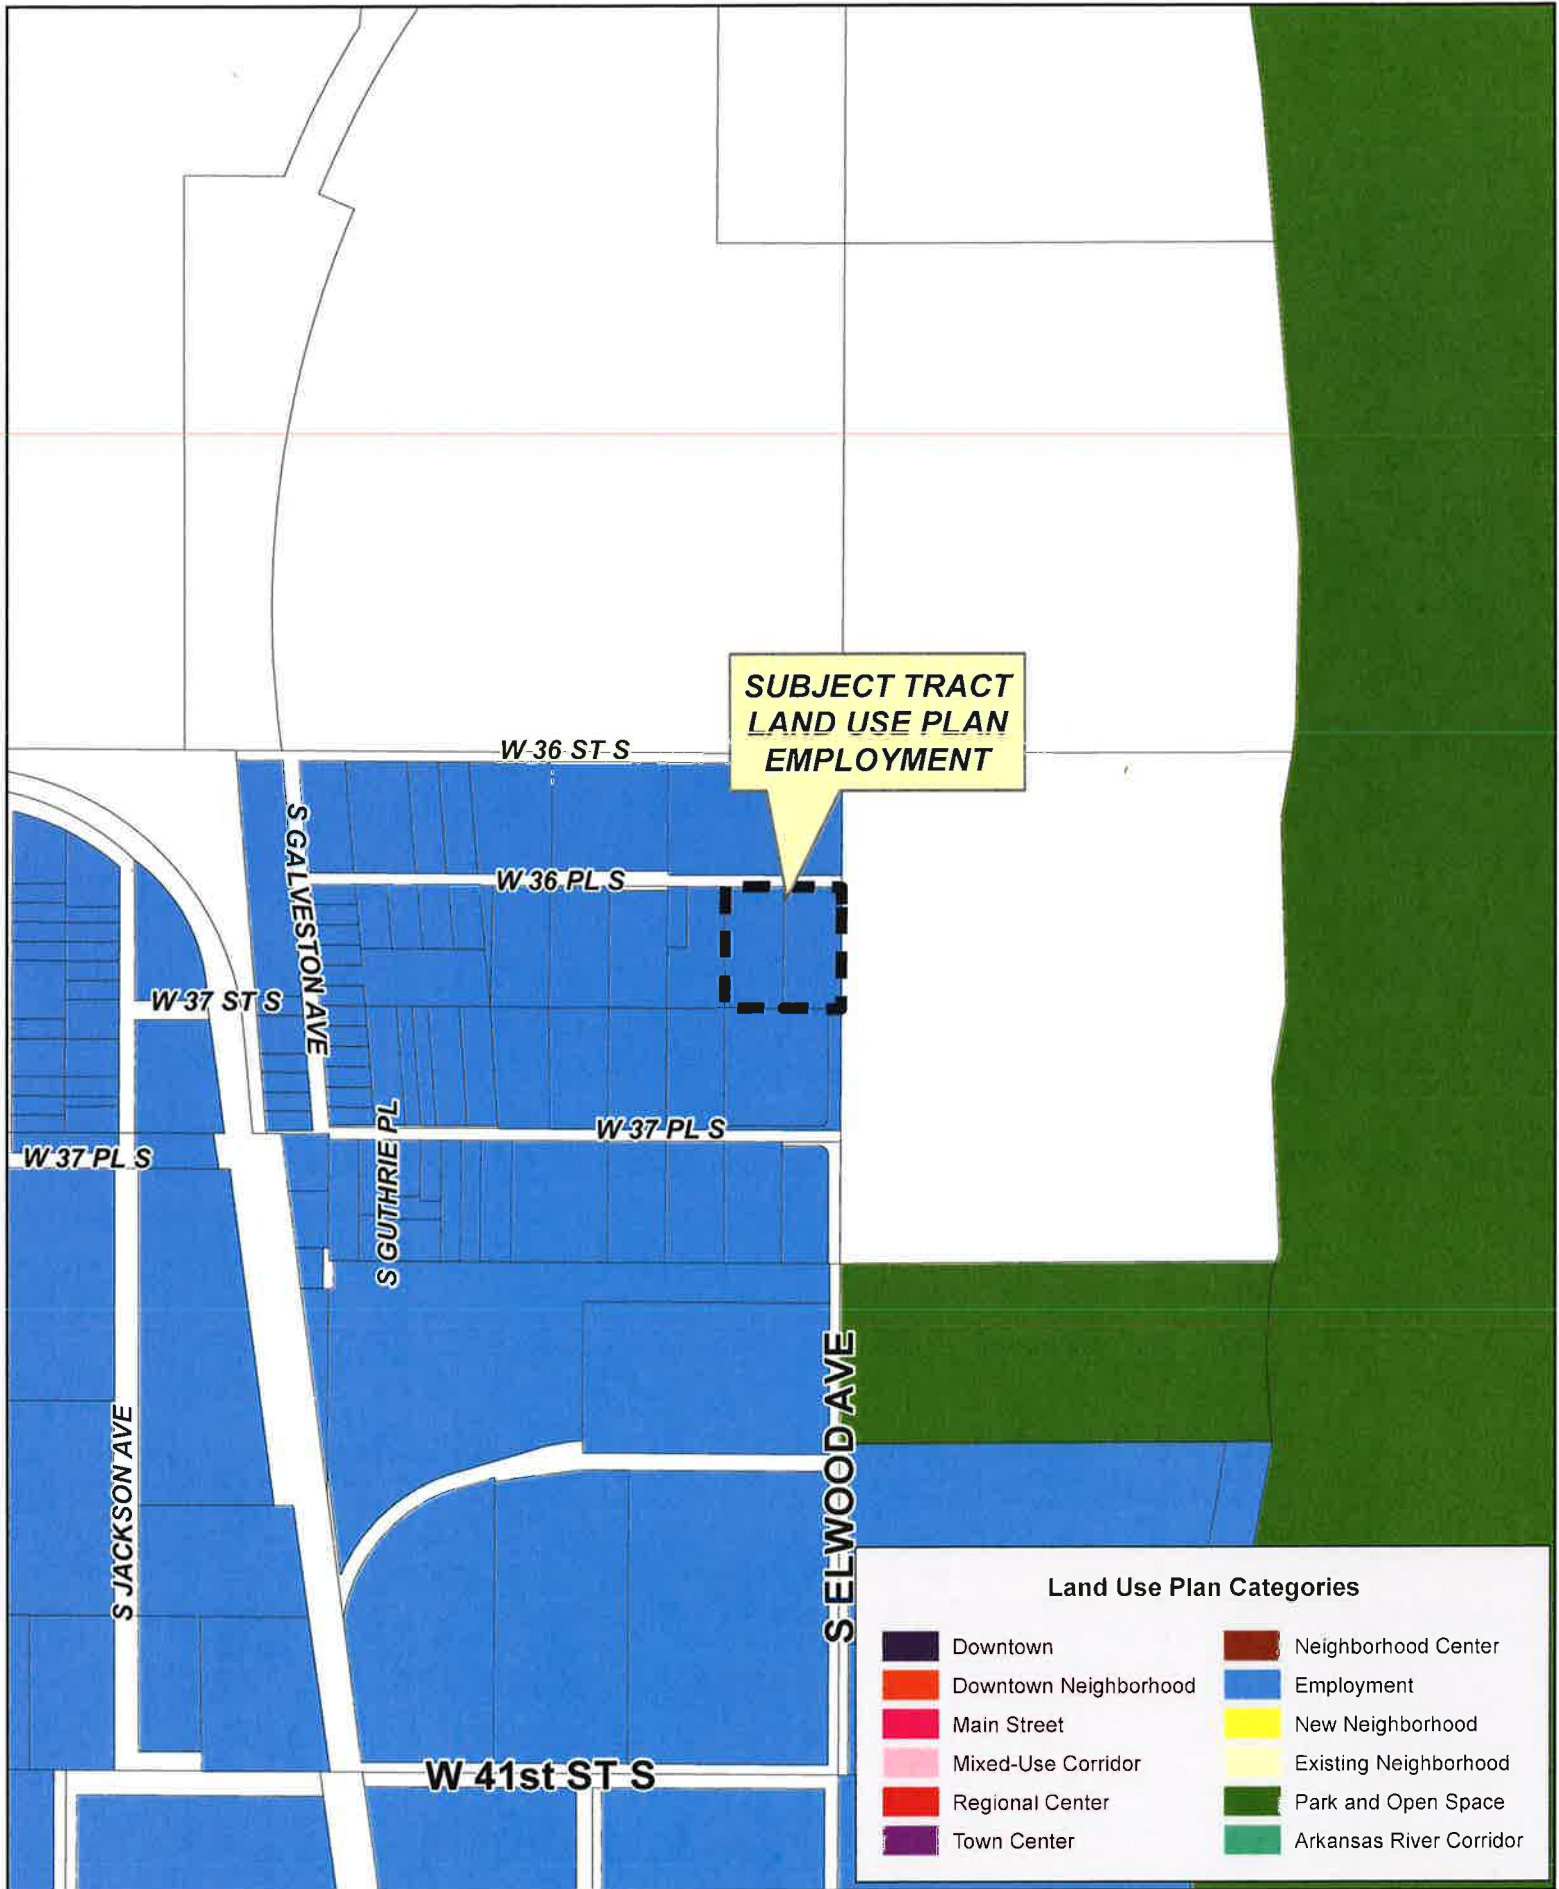 SUBJECT TRACT
LAND USE PLAN
EMPLOYMENT
W 36 ST S
S GALVESTON AVE
W 36 PL S
W 37 ST S
S GUTHRIE PL
W 37 PL S
W 37 PL S
S JACKSON AVE
S ELWOOD AVE
W 41st ST S
Land Use Plan Categories
Downtown
Downtown Neighborhood
Main Street
Mixed-Use Corridor
Regional Center
Town Center
Neighborhood Center
Employment
New Neighborhood
Existing Neighborhood
Park and Open Space
Arkansas River Corridor